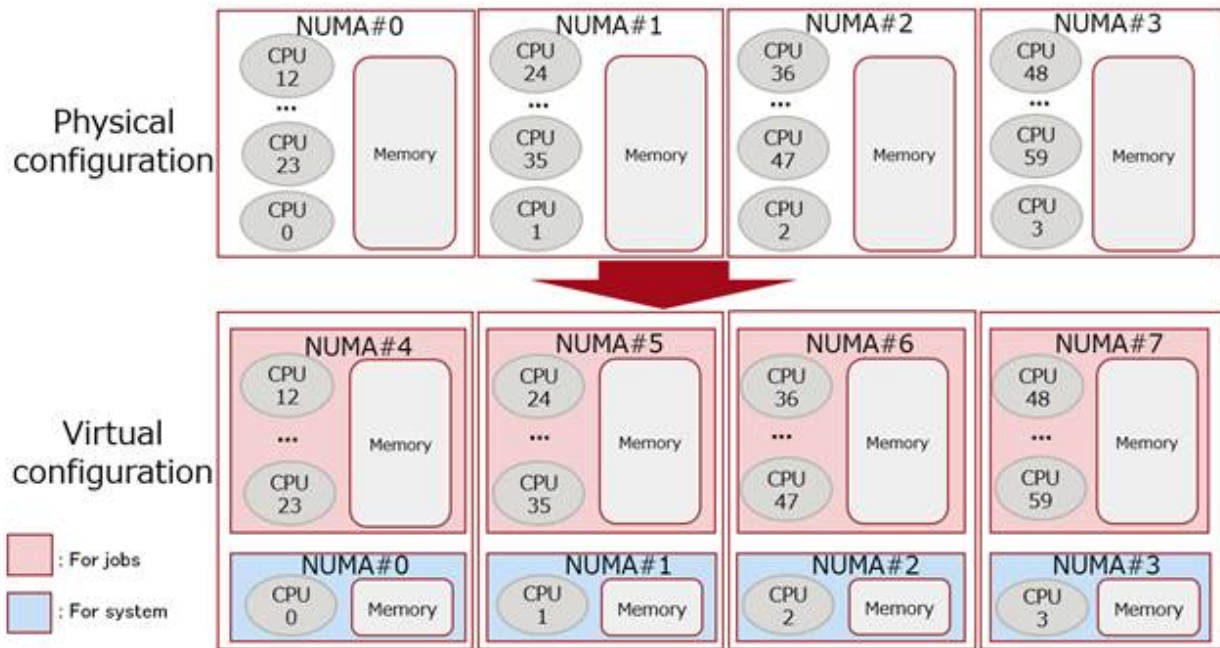 NUMA#0
CPU
12
...
CPU
23
CPU
0
Memory
NUMA#1
CPU
24
...
CPU
35
CPU
1
Memory
NUMA#2
CPU
36
...
CPU
47
CPU
2
Memory
NUMA#3
CPU
48
...
CPU
59
CPU
3
Memory
Physical
configuration
Virtual
configuration
NUMA#4
CPU
12
...
CPU
23
Memory
NUMA#5
CPU
24
...
CPU
35
Memory
NUMA#6
CPU
36
...
CPU
47
Memory
NUMA#7
CPU
48
...
CPU
59
Memory
NUMA#0
CPU
0
Memory
NUMA#1
CPU
1
Memory
NUMA#2
CPU
2
Memory
NUMA#3
CPU
3
Memory
: For jobs
: For system